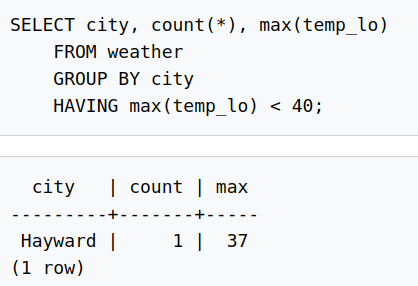 SELECT city, count(*), max(temp_lo)
    FROM weather
    GROUP BY city
    HAVING max(temp_lo) < 40;
  city   | count | max
---------+-------+-----
 Hayward |     1 |  37
(1 row)